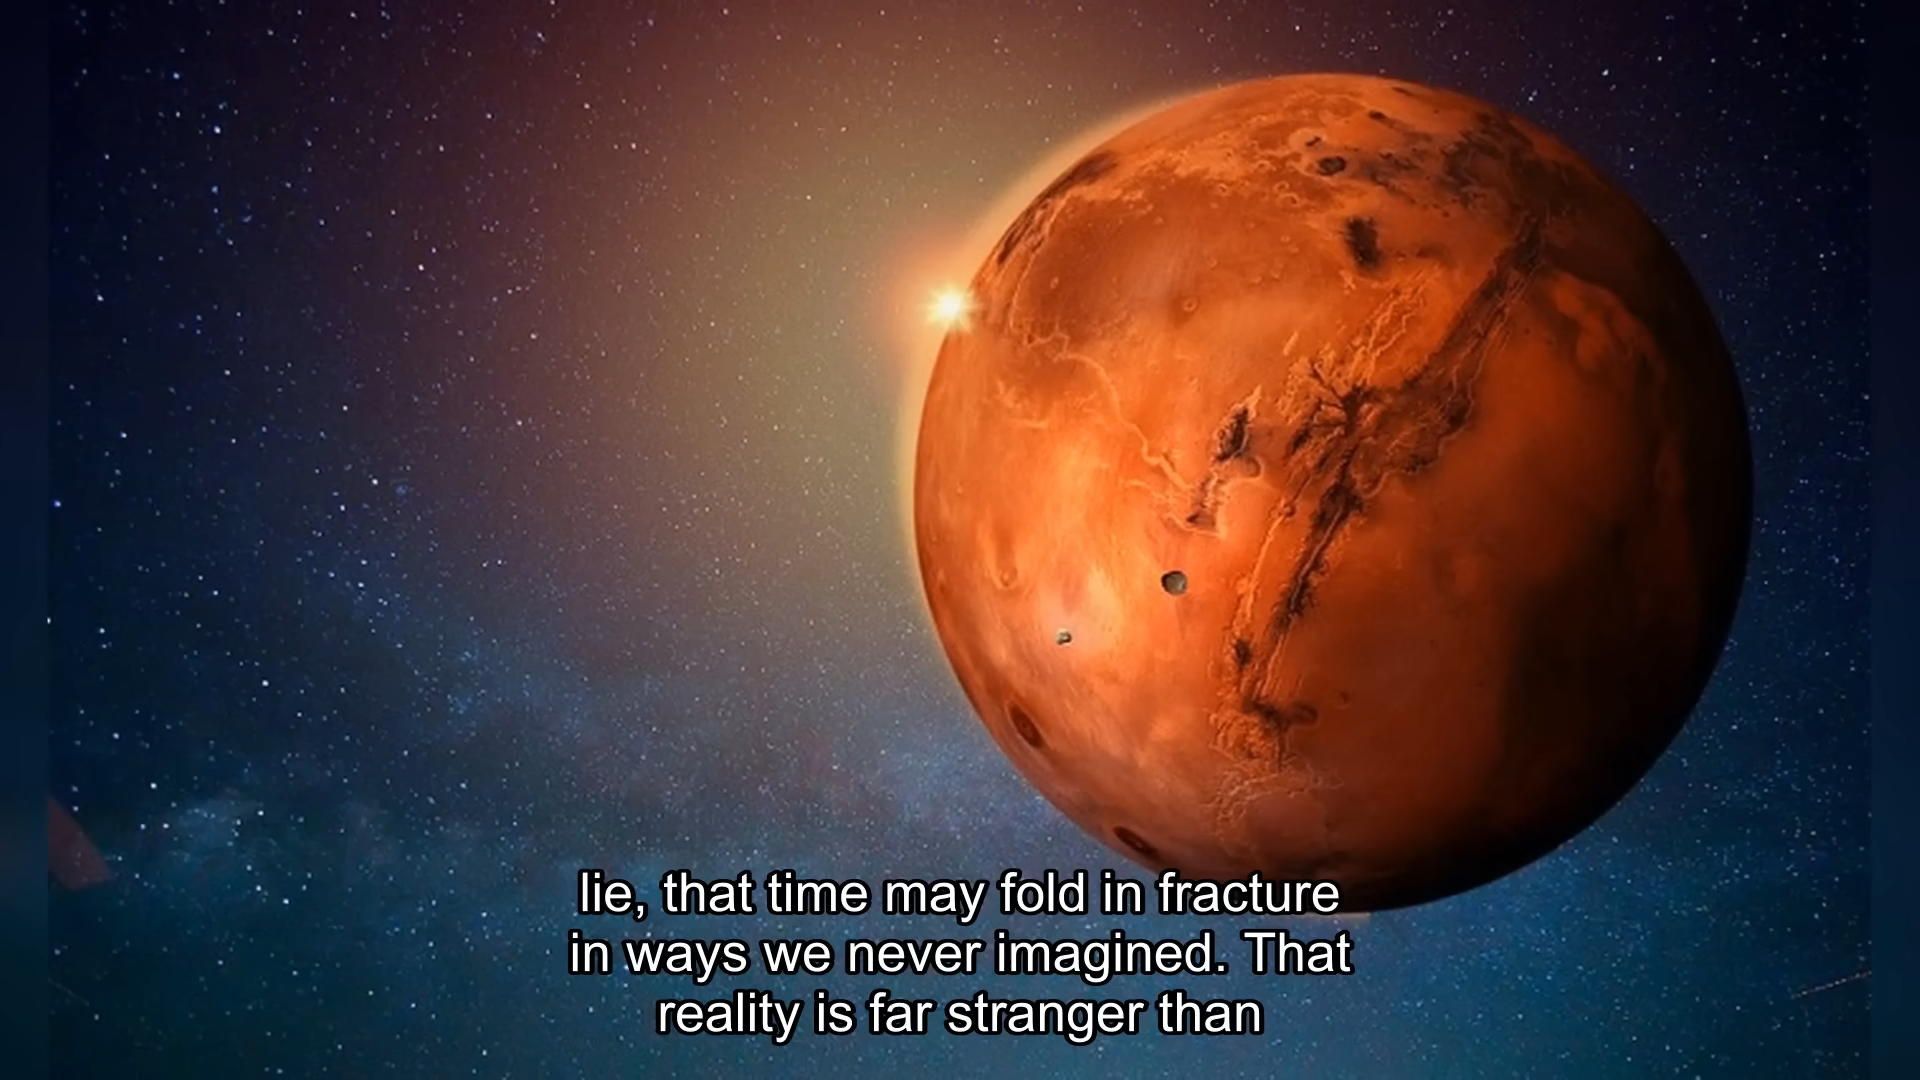 lie, that time may fold in fracture
in ways we never imagined. That
reality is far stranger than